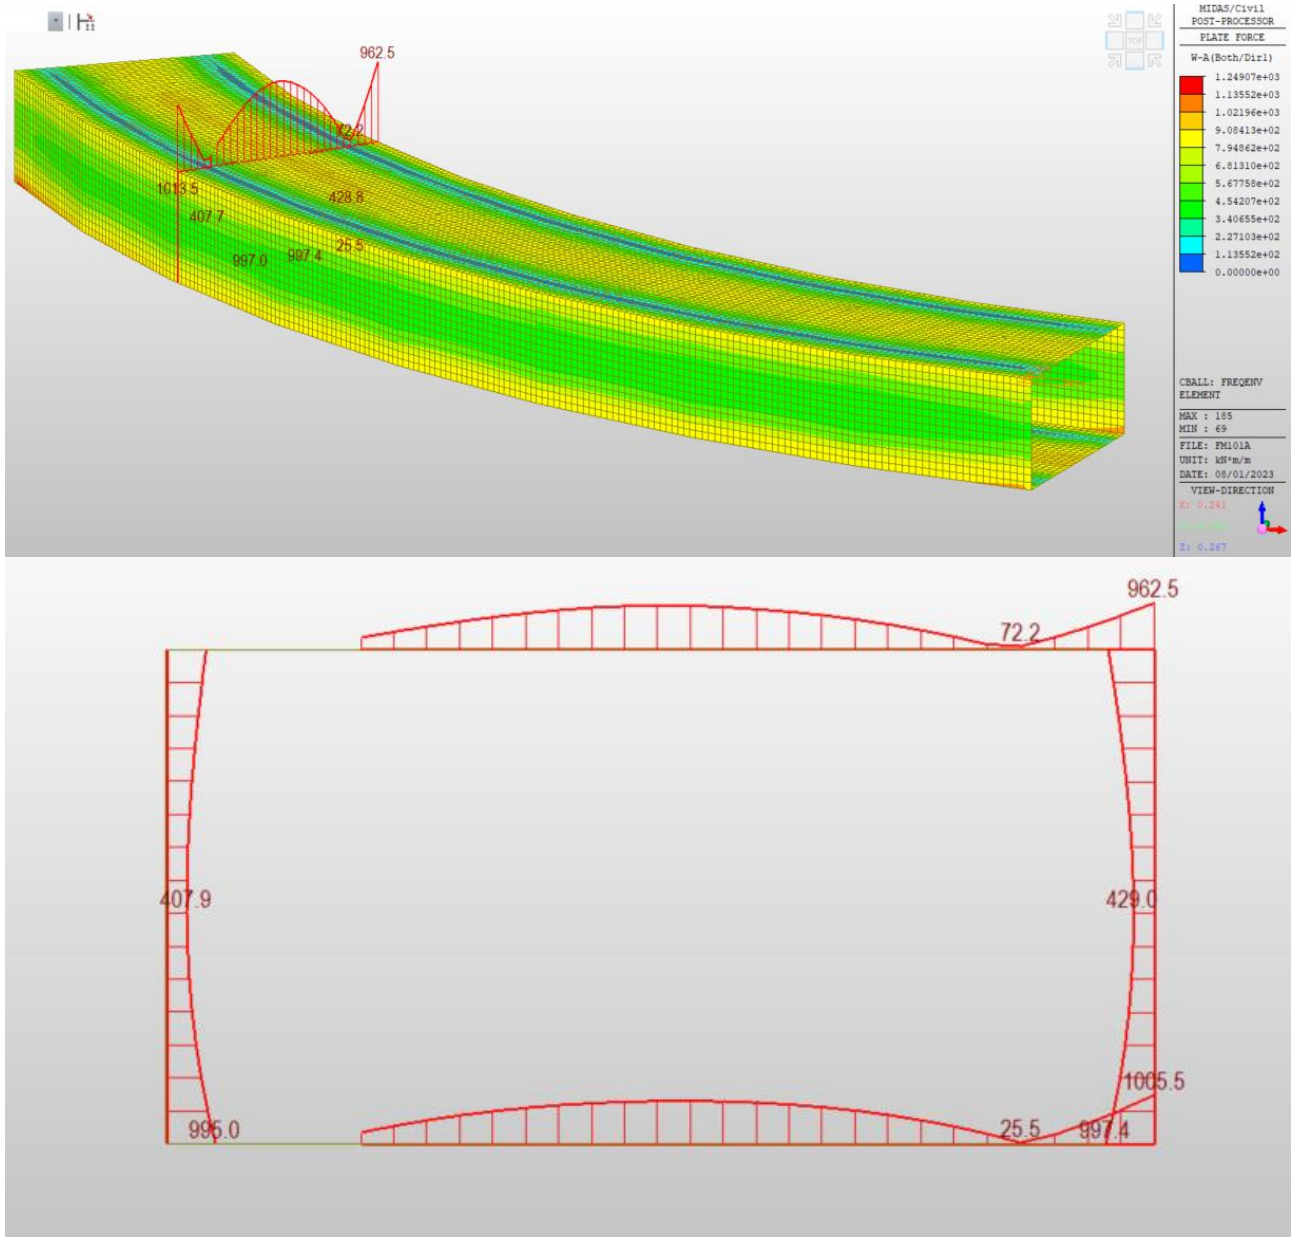 MIDAS/Civil
POST-PROCESSOR
PLATE FORCE
W-A(Both/Dir1)
1.24907e+03
1.13552e+03
1.02196e+03
9.08413e+02
7.94862e+02
6.81310e+02
5.67758e+02
4.54207e+02
3.40655e+02
2.27103e+02
1.13552e+02
0.00000e+00
CBALL: FREQENV
ELEMENT
MAX : 185
MIN : 69
FILE: FM101A
UNIT: kN*m/m
DATE: 08/01/2023
VIEW-DIRECTION
X: 0.241
Z: 0.267
TOP
962.5
72.2
1013.5
428.8
407.7
25.5
997.4
997.0
962.5
72.2
407.9
429.0
1005.5
995.0
25.5
997.4